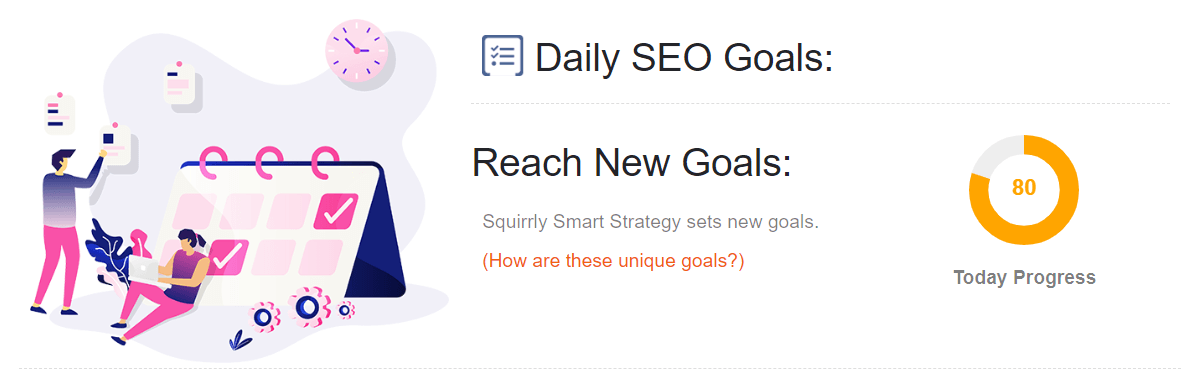 Daily SEO Goals:
Reach New Goals:
Squirrly Smart Strategy sets new goals.
(How are these unique goals?)
80
Today Progress